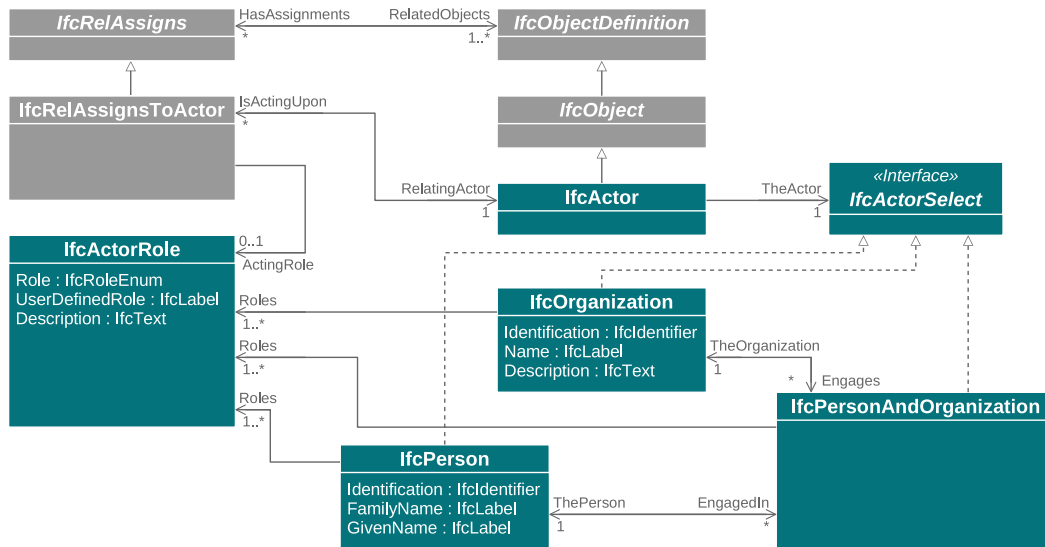 IfcRelAssigns
HasAssignments
*
RelatedObjects
1..*
IfcObjectDefinition
IfcRelAssignsToActor
IsActingUpon
*
IfcObject
RelatingActor
1
IfcActor
TheActor
1
«Interface»
IfcActorSelect
IfcActorRole
Role : IfcRoleEnum
UserDefinedRole : IfcLabel
Description : IfcText
0..1
ActingRole
Roles
1..*
Roles
1..*
Roles
1..*
IfcOrganization
Identification : IfcIdentifier
Name : IfcLabel
Description : IfcText
TheOrganization
1
*
Engages
IfcPersonAndOrganization
IfcPerson
Identification : IfcIdentifier
FamilyName : IfcLabel
GivenName : IfcLabel
ThePerson
1
EngagedIn
*